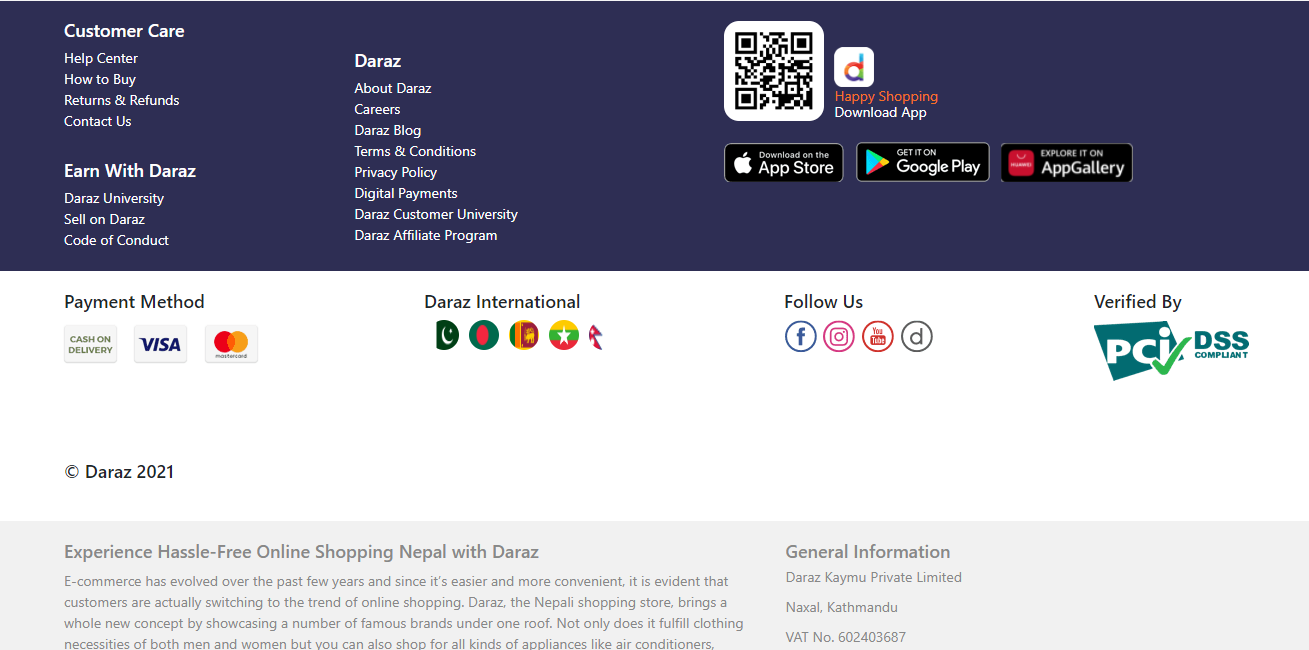 Customer Care
Help Center
How to Buy
Returns & Refunds
Contact Us
Earn With Daraz
Daraz University
Sell on Daraz
Code of Conduct
Daraz
About Daraz
Careers
Daraz Blog
Terms & Conditions
Privacy Policy
Digital Payments
Daraz Customer University
Daraz Affiliate Program
d
Happy Shopping
Download App
Download on the
App Store
GET IT ON
Google Play
HUAWEI
EXPLORE IT ON
AppGallery
Payment Method
CASH ON
DELIVERY
VISA
mastercard
Daraz International
Follow Us
f
You
Tube
d
Verified By
PCi DSS
COMPLIANT
© Daraz 2021
Experience Hassle-Free Online Shopping Nepal with Daraz
E-commerce has evolved over the past few years and since it’s easier and more convenient, it is evident that
customers are actually switching to the trend of online shopping. Daraz, the Nepali shopping store, brings a
whole new concept by showcasing a number of famous brands under one roof. Not only does it fulfill clothing
necessities of both men and women but you can also shop for all kinds of appliances like air conditioners,
General Information
Daraz Kaymu Private Limited
Naxal, Kathmandu
VAT No. 602403687